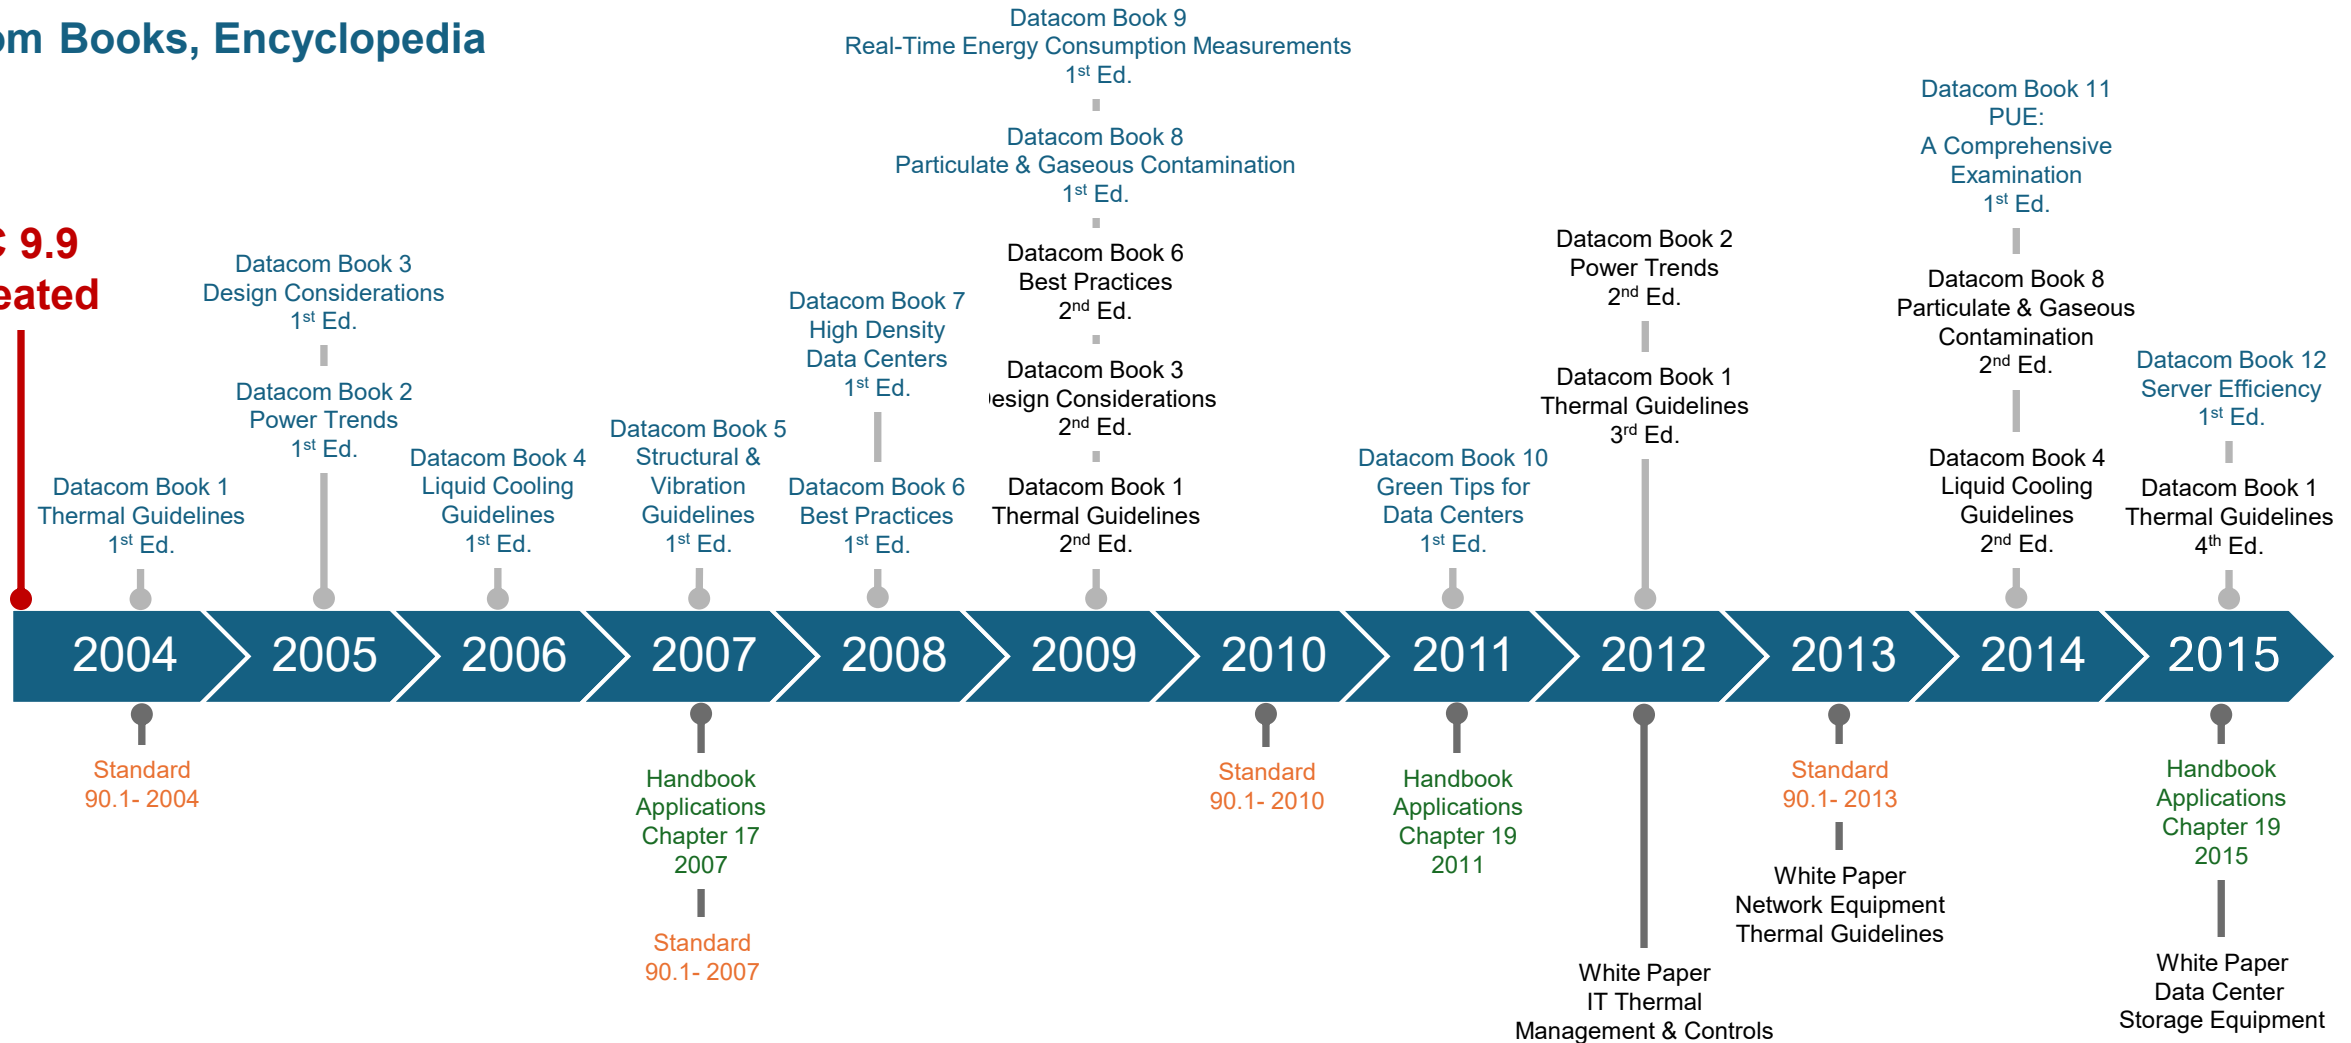 om Books, Encyclopedia
C 9.9
eated
Datacom Book 1
Thermal Guidelines
1st Ed.
Datacom Book 3
Design Considerations
1st Ed.
Datacom Book 2
Power Trends
1st Ed.
Datacom Book 4
Liquid Cooling
Guidelines
1st Ed.
Datacom Book 5
Structural &
Vibration
Guidelines
1st Ed.
Datacom Book 7
High Density
Data Centers
1st Ed.
Datacom Book 6
Best Practices
1st Ed.
Datacom Book 9
Real-Time Energy Consumption Measurements
1st Ed.
Datacom Book 8
Particulate & Gaseous Contamination
1st Ed.
Datacom Book 6
Best Practices
2nd Ed.
Datacom Book 3
esign Considerations
2nd Ed.
Datacom Book 1
Thermal Guidelines
2nd Ed.
Datacom Book 10
Green Tips for
Data Centers
1st Ed.
Datacom Book 2
Power Trends
2nd Ed.
Datacom Book 1
Thermal Guidelines
3rd Ed.
Datacom Book 11
PUE:
A Comprehensive
Examination
1st Ed.
Datacom Book 8
Particulate & Gaseous
Contamination
2nd Ed.
Datacom Book 4
Liquid Cooling
Guidelines
2nd Ed.
Datacom Book 12
Server Efficiency
1st Ed.
Datacom Book 1
Thermal Guidelines
4th Ed.
2004 2005 2006 2007 2008 2009 2010 2011 2012 2013 2014 2015
Standard
90.1- 2004
Handbook
Applications
Chapter 17
2007
Standard
90.1- 2007
Standard
90.1- 2010
Handbook
Applications
Chapter 19
2011
White Paper
IT Thermal
Management & Controls
Standard
90.1- 2013
White Paper
Network Equipment
Thermal Guidelines
Handbook
Applications
Chapter 19
2015
White Paper
Data Center
Storage Equipment